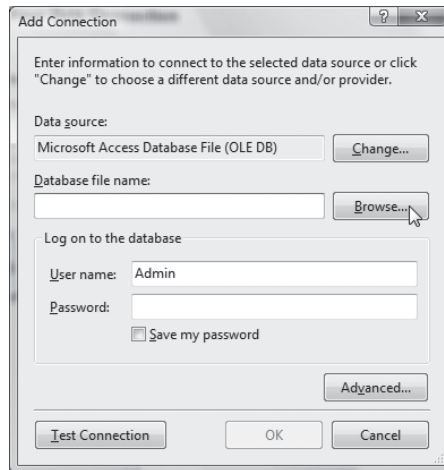 Add Connection
Enter information to connect to the selected data source or click
"Change" to choose a different data source and/or provider.
Data source:
Microsoft Access Database File (OLE DB)
Change...
Database file name:
Browse...
Log on to the database
User name:
Admin
Password:
Save my password
Advanced...
Test Connection
OK
Cancel